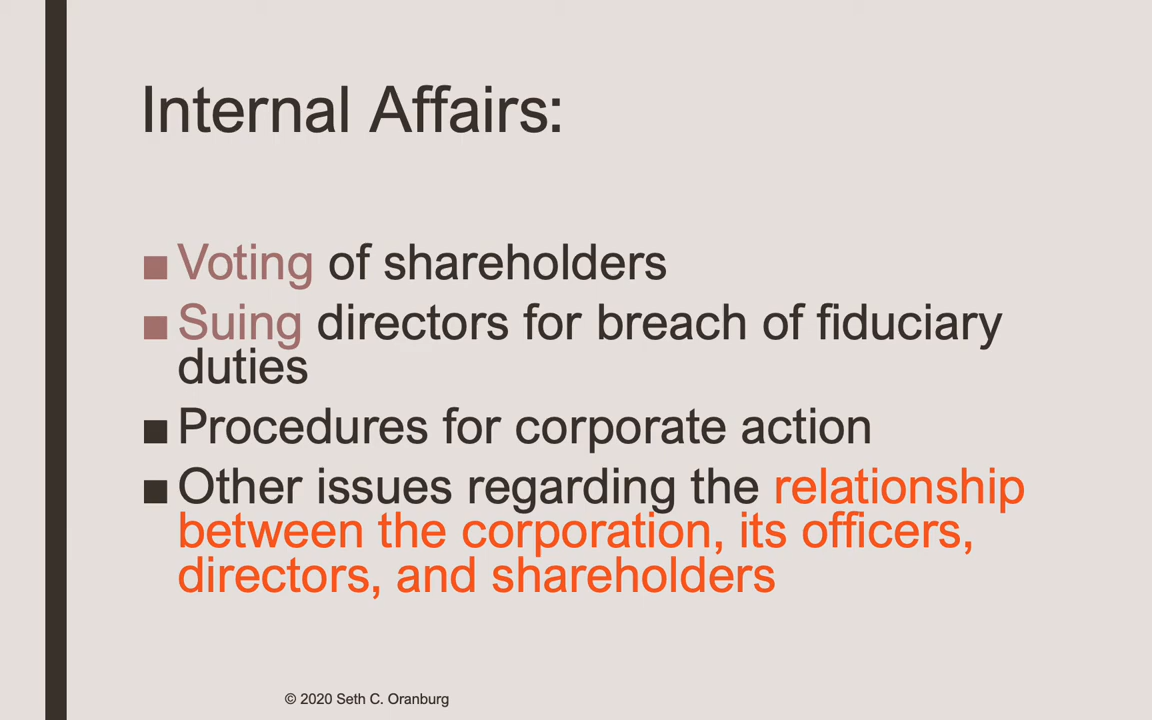 Internal Affairs:
■ Voting of shareholders
■ Suing directors for breach of fiduciary
duties
■ Procedures for corporate action
■ Other issues regarding the relationship
between the corporation, its officers,
directors, and shareholders
© 2020 Seth C. Oranburg